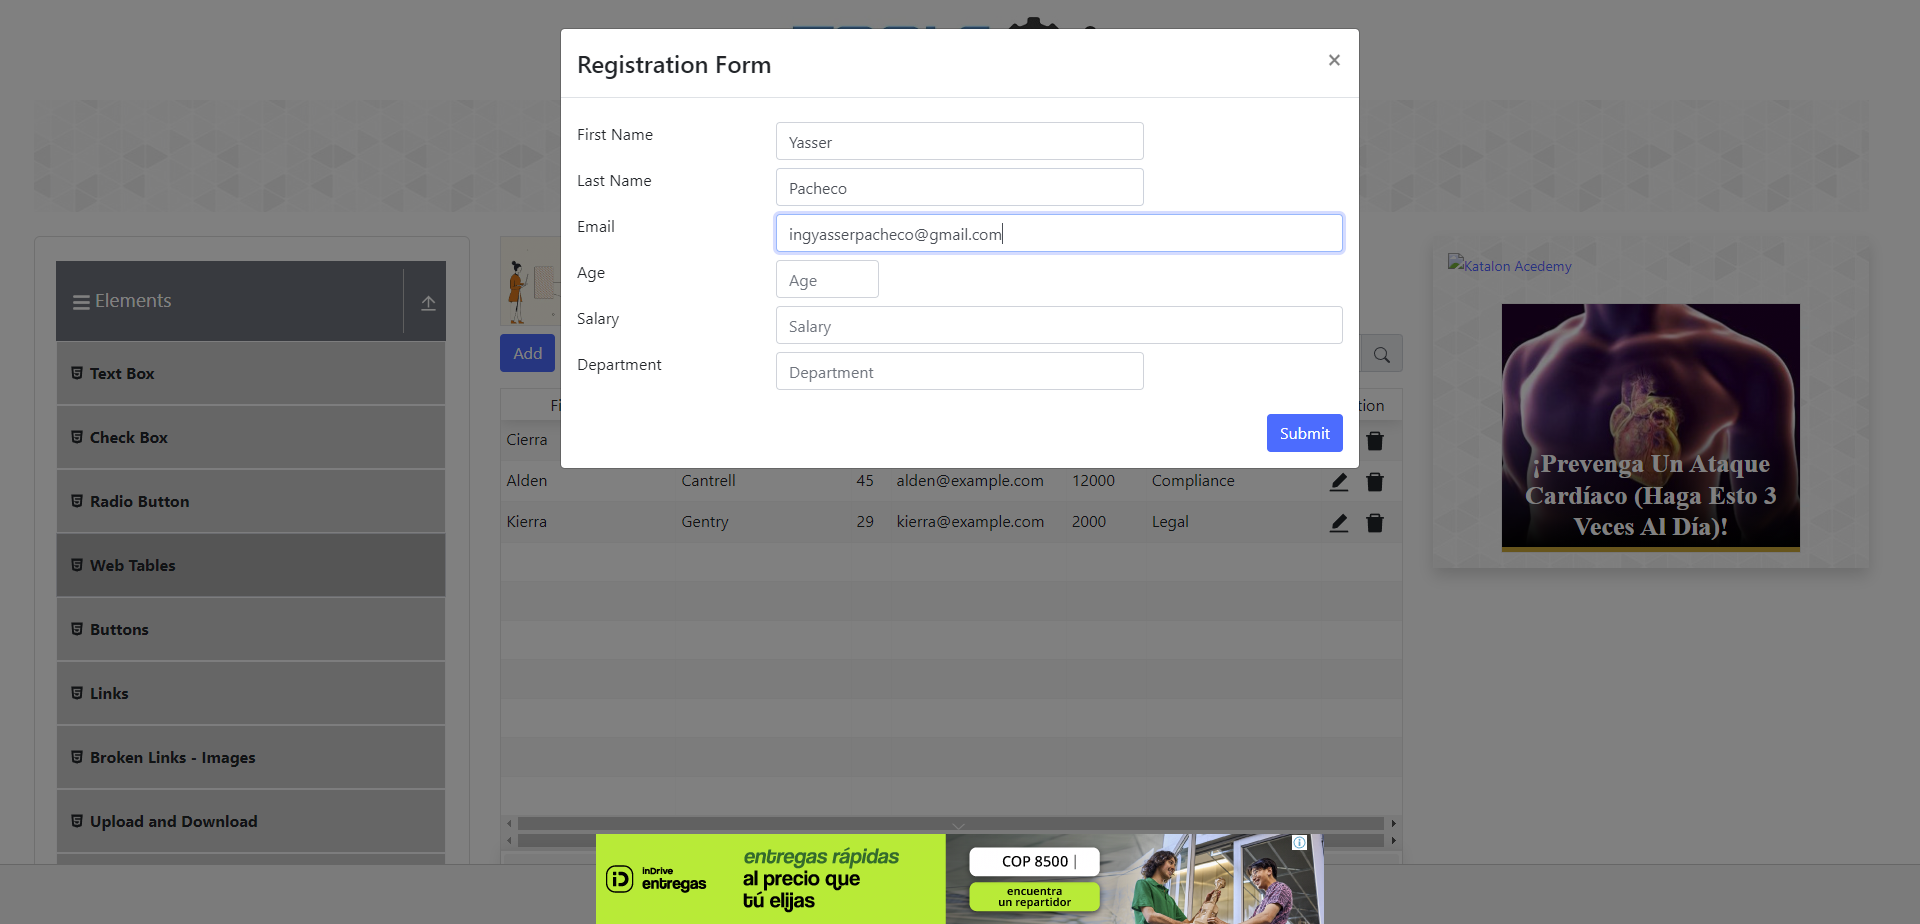 Registration Form
×
First Name
Yasser
Last Name
Pacheco
Email
ingyasserpacheco@gmail.com
Age
Age
Salary
Salary
Department
Department
Submit
Elements
Text Box
Check Box
Radio Button
Web Tables
Buttons
Links
Broken Links - Images
Upload and Download
Add
Cierra
Alden Cantrell 45 alden@example.com 12000 Compliance
Kierra Gentry 29 kierra@example.com 2000 Legal
Katalon Acedemy
¡Prevenga Un Ataque
Cardíaco (Haga Esto 3
Veces Al Día)!
inDrive
entregas
entregas rápidas
al precio que
tú elijas
COP 8500 |
encuentra
un repartidor